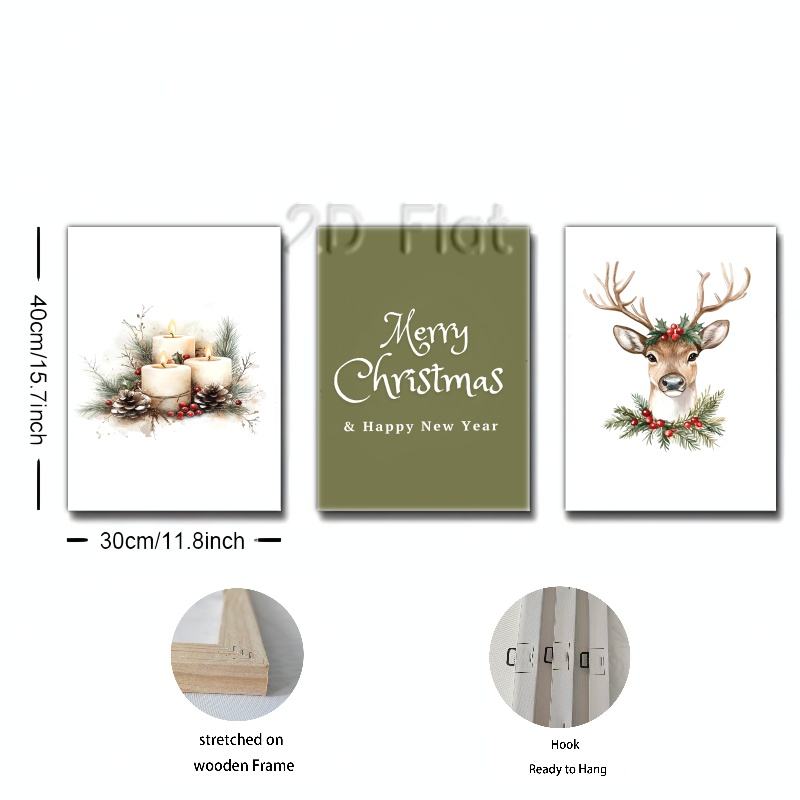 2D Flat
40cm/15.7inch
Merry
Christmas
& Happy New Year
30cm/11.8inch
stretched on
wooden Frame
Hook
Ready to Hang